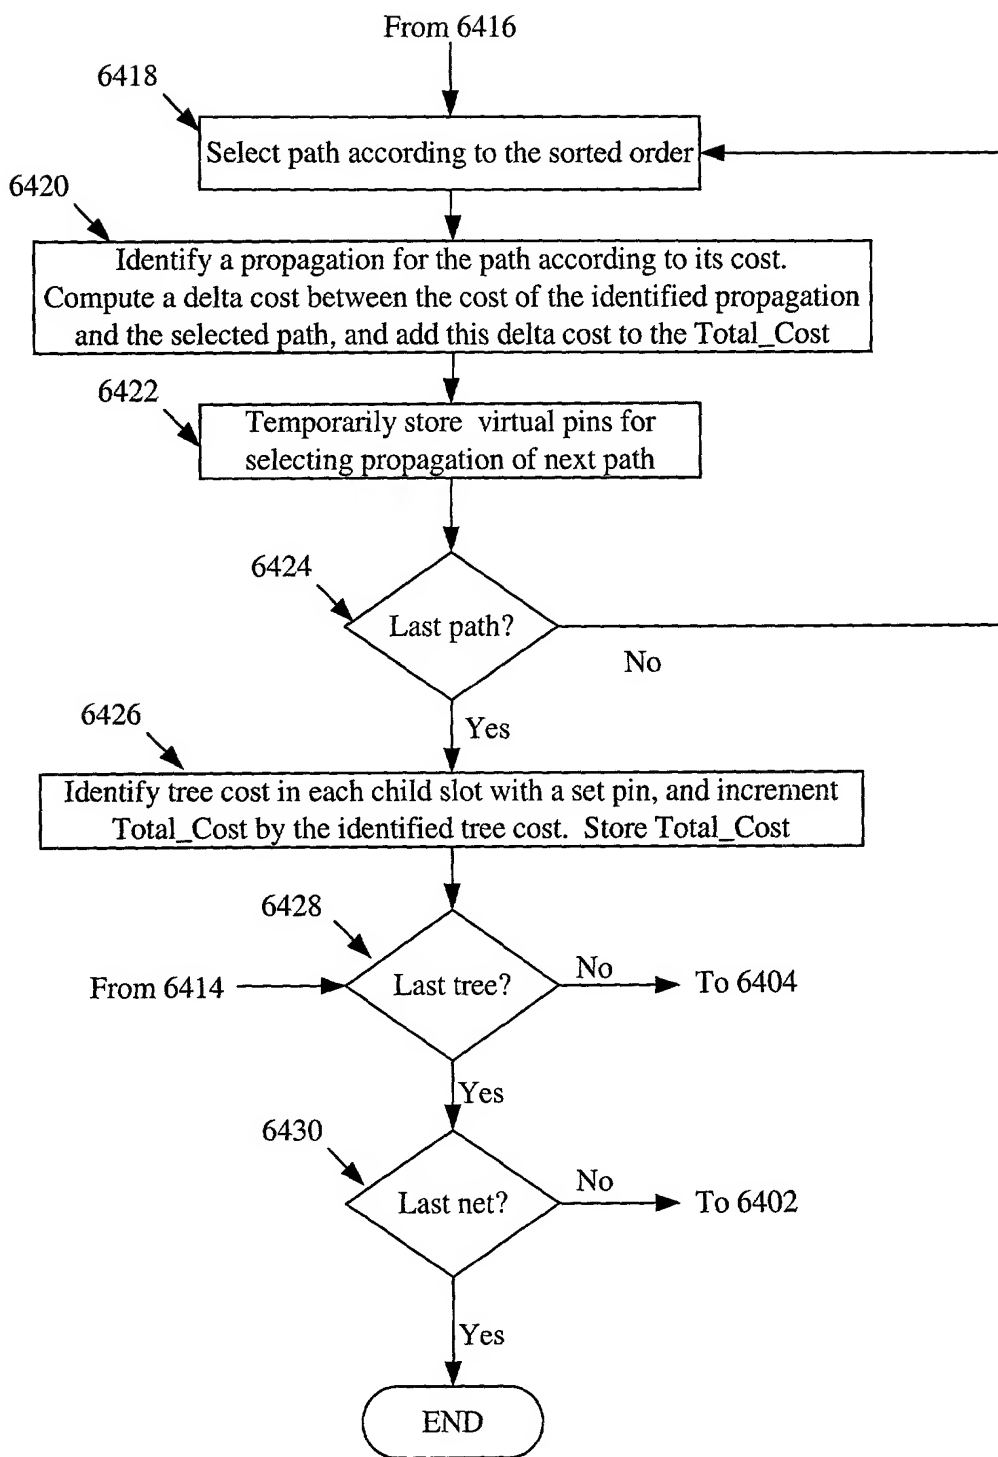 From 6416
6418
Select path according to the sorted order
6420
Identify a propagation for the path according to its cost.
Compute a delta cost between the cost of the identified propagation
and the selected path, and add this delta cost to the Total_Cost
6422
Temporarily store virtual pins for
selecting propagation of next path
6424
Last path?
No
Yes
6426
Identify tree cost in each child slot with a set pin, and increment
Total_Cost by the identified tree cost. Store Total_Cost
6428
From 6414
Last tree?
No
To 6404
Yes
6430
Last net?
No
To 6402
Yes
END